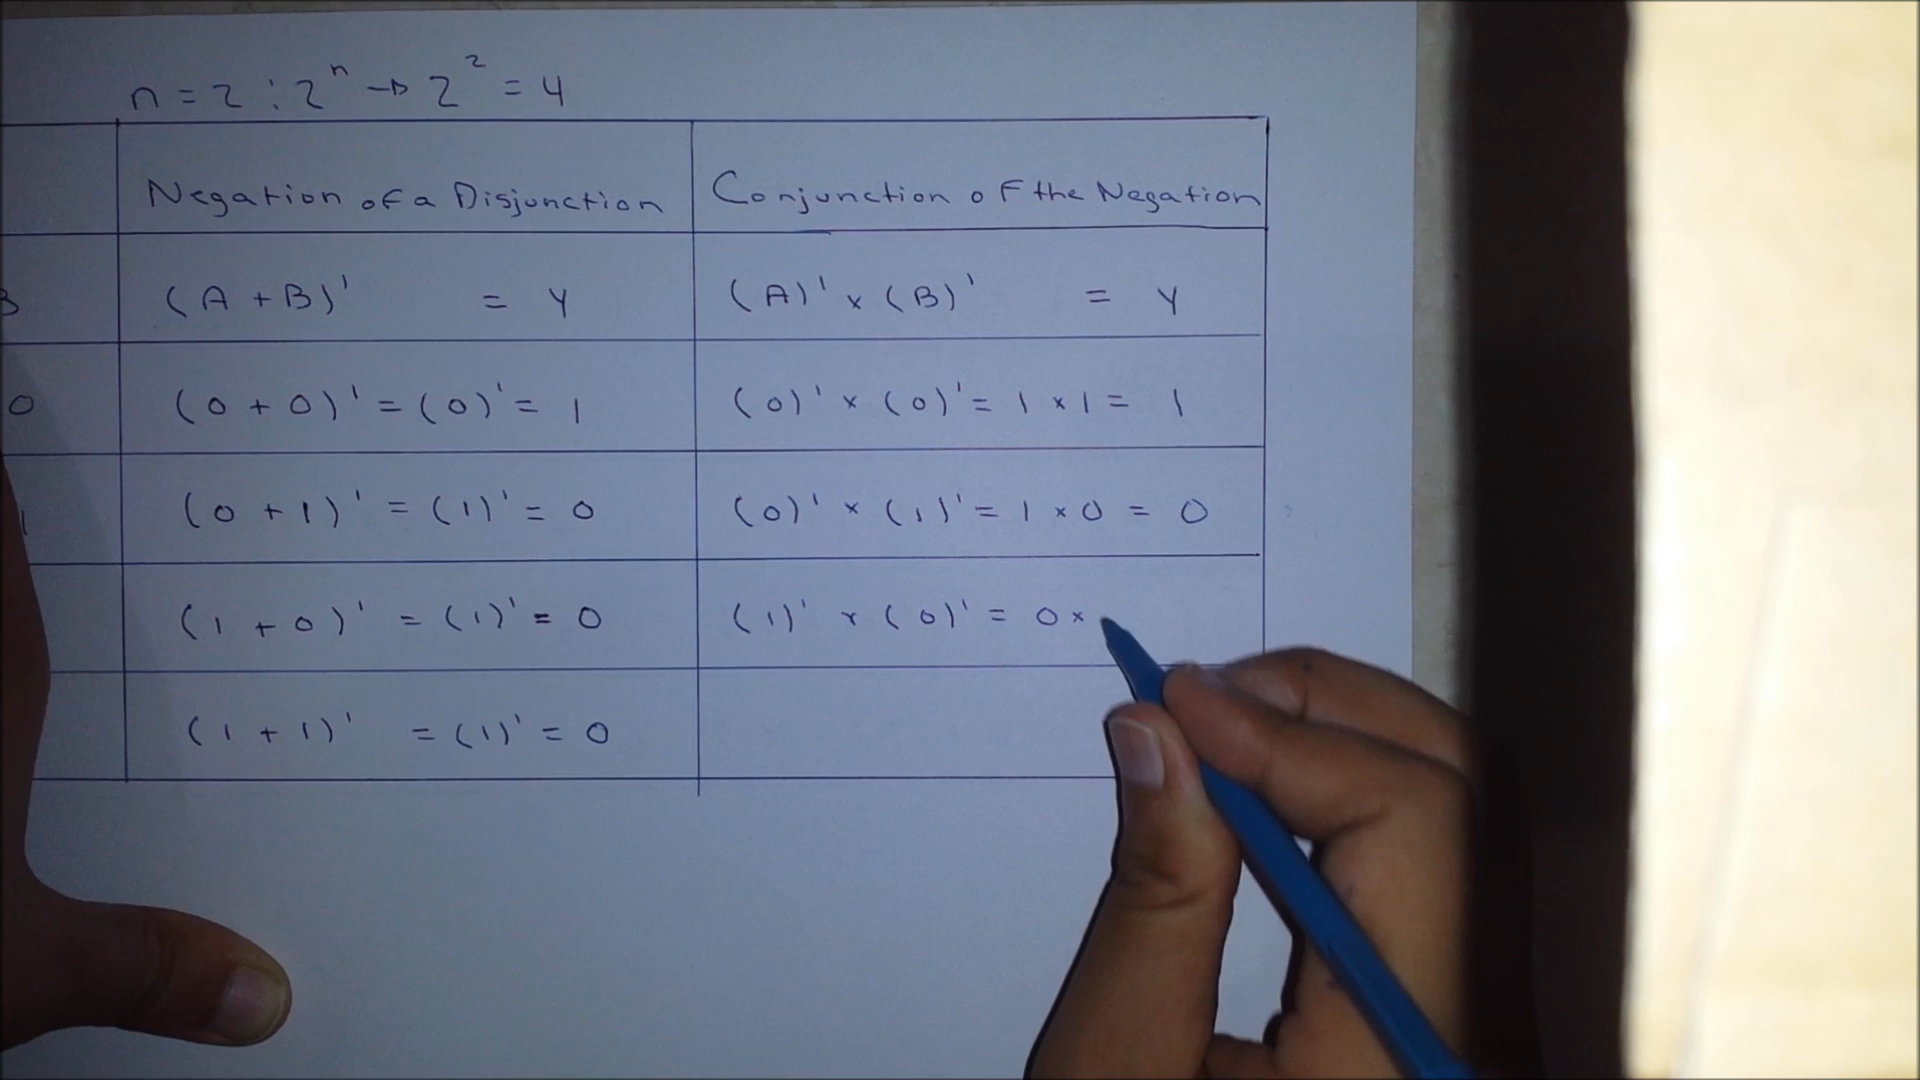 n = 2 : 2ⁿ → 2² = 4
Negation of a Disjunction Conjunction of the Negation
B (A + B)' = Y (A)' × (B)' = Y
0 (0 + 0)' = (0)' = 1 (0)' × (0)' = 1 × 1 = 1
1 (0 + 1)' = (1)' = 0 (0)' × (1)' = 1 × 0 = 0
(1 + 0)' = (1)' = 0 (1)' × (0)' = 0 ×
(1 + 1)' = (1)' = 0